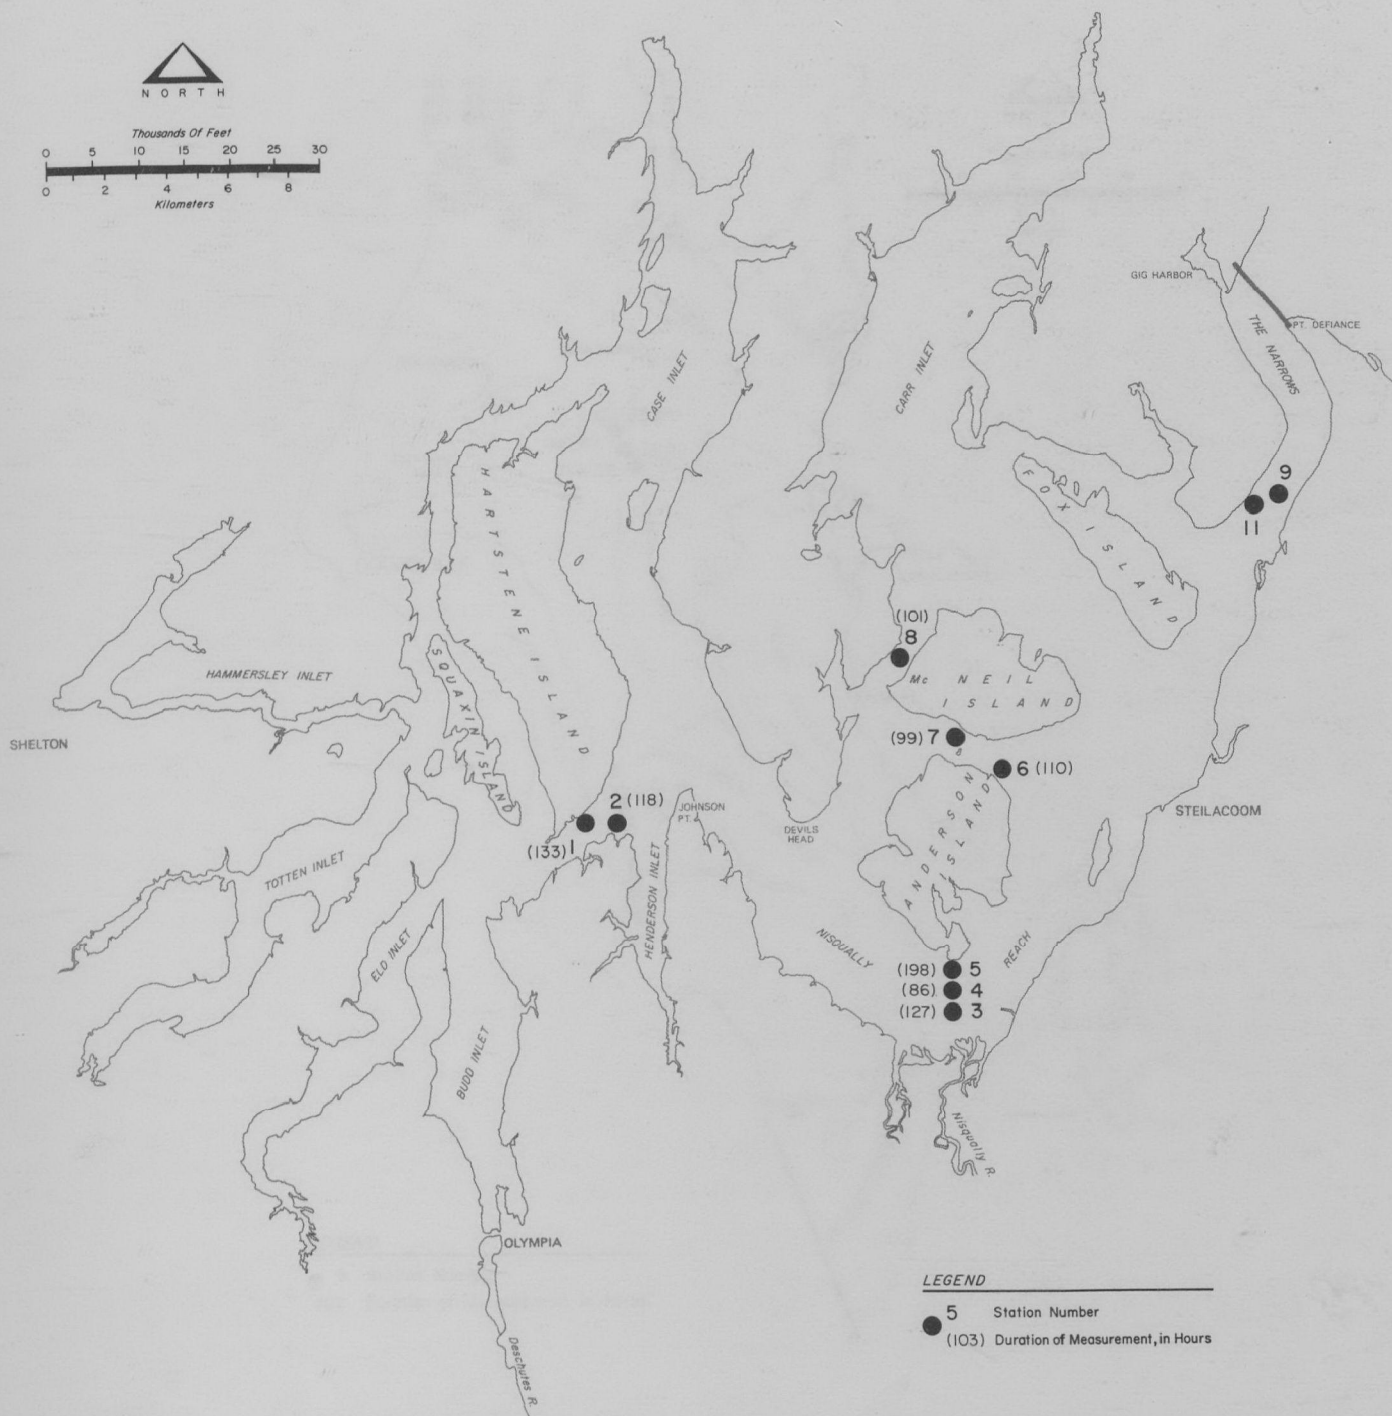 NORTH
Thousands Of Feet
0 5 10 15 20 25 30
0 2 4 6 8
Kilometers
GIG HARBOR
PT. DEFIANCE
THE NARROWS
CASE INLET
CARR INLET
HARTSTENE ISLAND
FOX ISLAND
9
11
(101)
8
SQUAXIN ISLAND
HAMMERSLEY INLET
Mc NEIL
ISLAND
SHELTON
(99) 7
6 (110)
ANDERSON
ISLAND
2 (118)
JOHNSON
PT.
STEILACOOM
(133) 1
DEVILS
HEAD
TOTTEN INLET
HENDERSON INLET
ELD INLET
NISQUALLY REACH
(198) 5
(86) 4
(127) 3
BUDD INLET
Nisqually R.
OLYMPIA
Deschutes R.
LEGEND
5 Station Number
(103) Duration of Measurement, in Hours